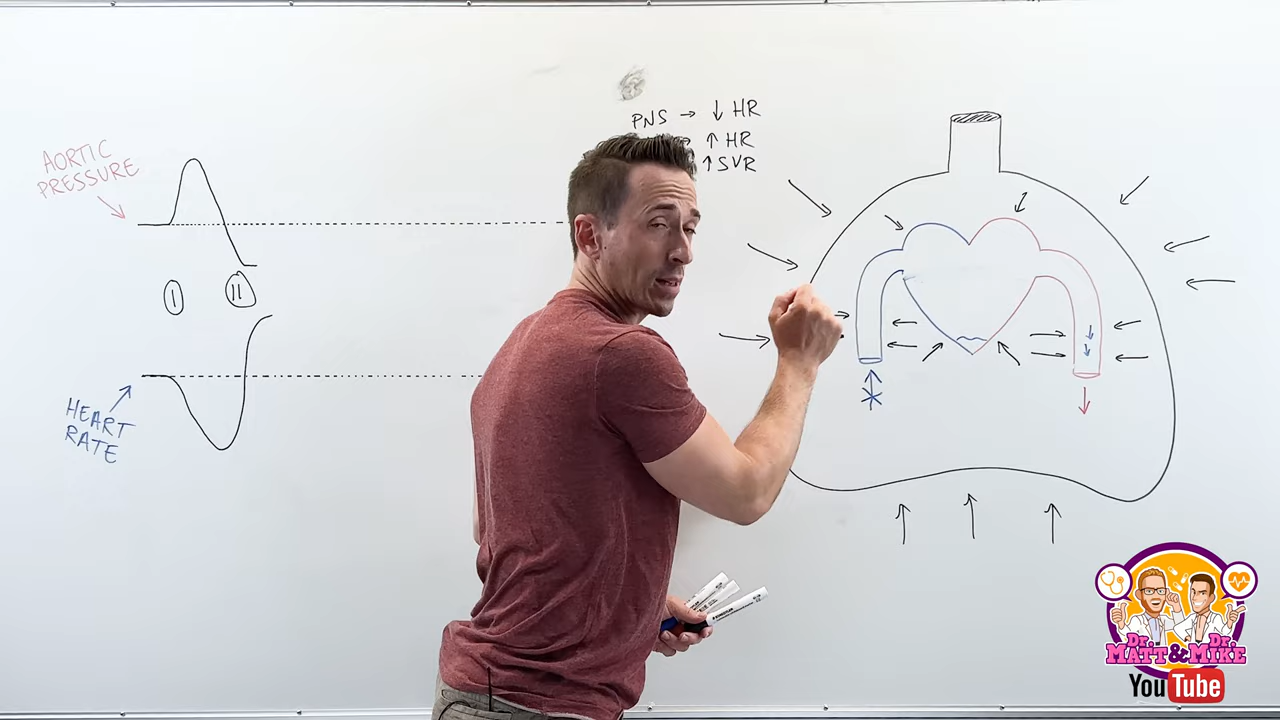 PNS → ↓ HR
↑ HR
↑ SVR
AORTIC
PRESSURE
I
II
HEART
RATE
Dr. Dr.
MATT & MIKE
YouTube